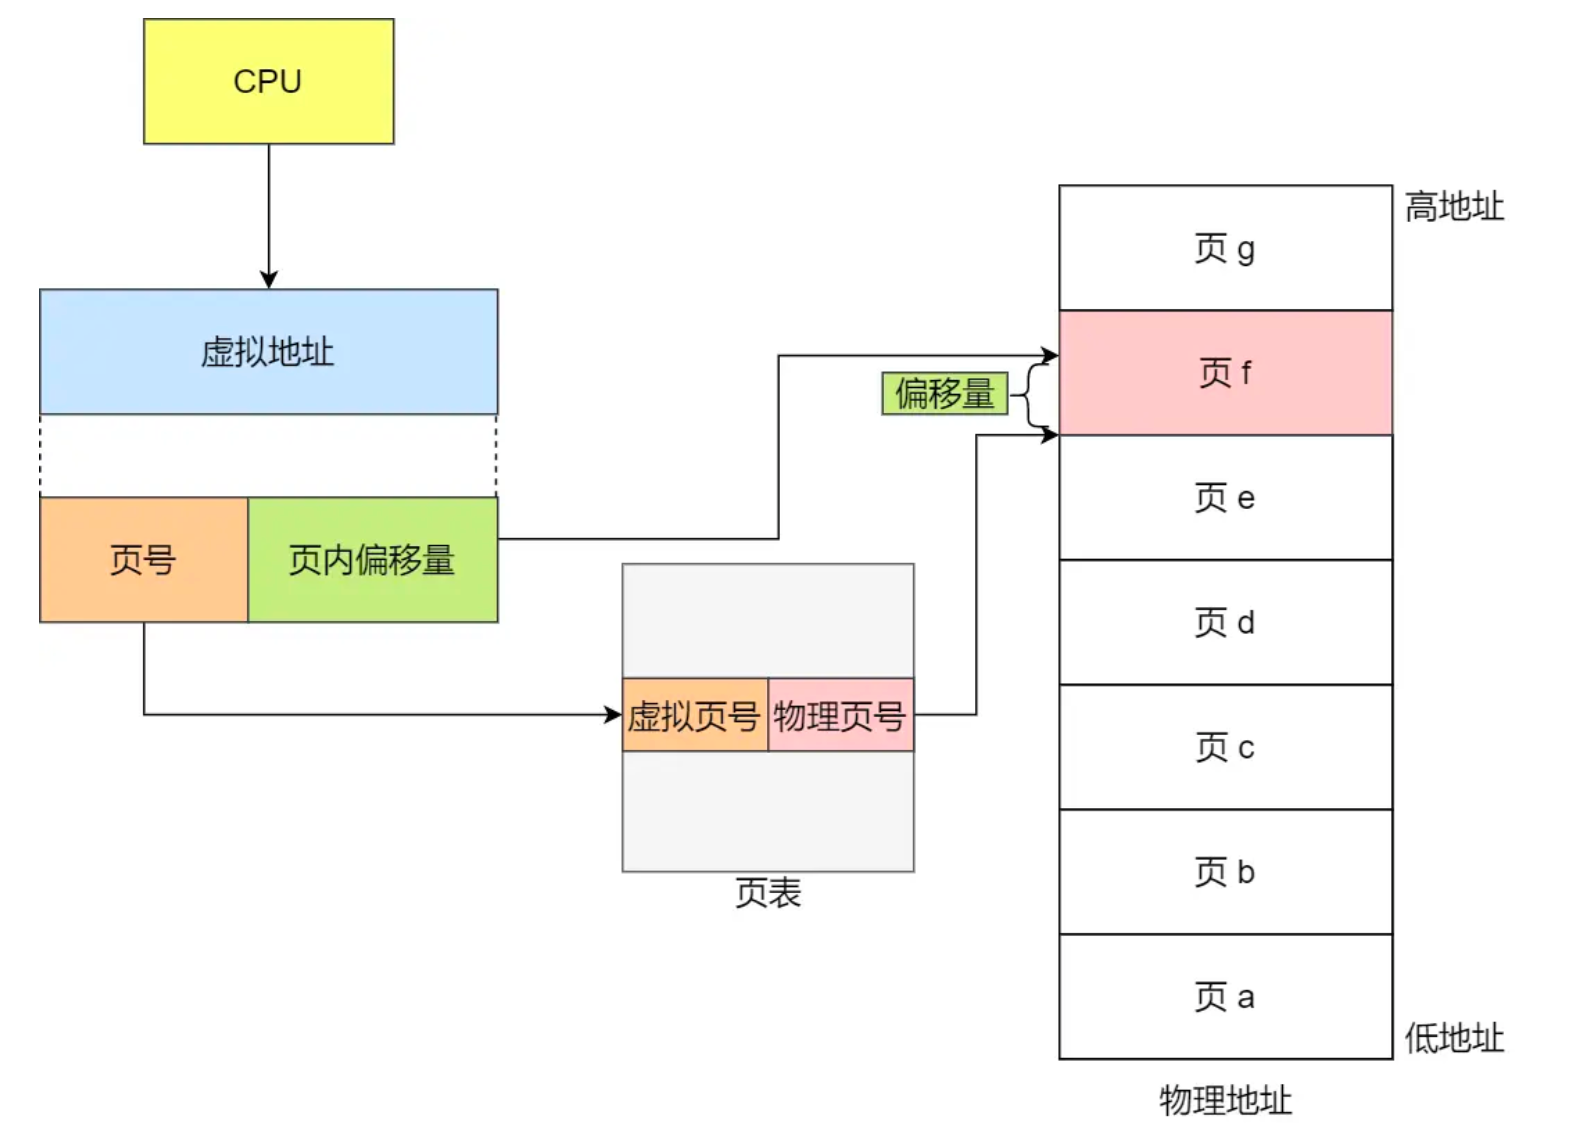 CPU
虚拟地址
页号
页内偏移量
虚拟页号
物理页号
页表
偏移量
高地址
页 g
页 f
页 e
页 d
页 c
页 b
页 a
低地址
物理地址